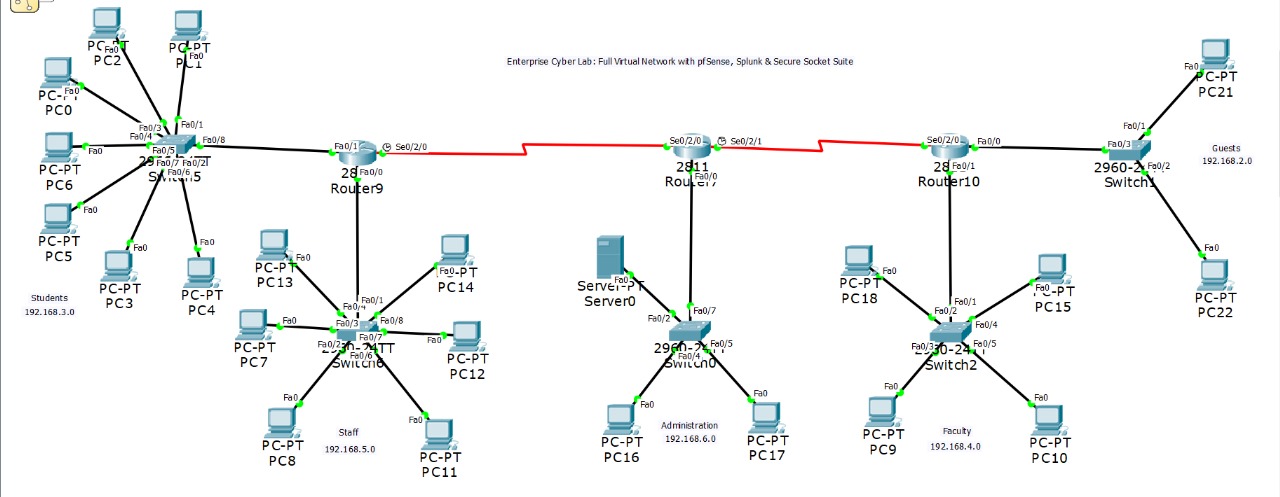 Enterprise Cyber Lab: Full Virtual Network with pfSense, Splunk & Secure Socket Suite
PC-PT
PC2
Fa0
PC-PT
PC1
Fa0
PC-PT
PC0
Fa0
PC-PT
PC6
Fa0
PC-PT
PC5
Fa0
PC-PT
PC3
Fa0
PC-PT
PC4
Fa0
Fa0/3
Fa0/1
Fa0/4
Fa0/8
Fa0/5
Fa0/7
Fa0/2
Fa0/6
Switch5
Students
192.168.3.0
Fa0/1
Se0/2/0
Fa0/0
Router9
Se0/2/0
Se0/2/1
2811
Fa0/0
Router7
Se0/2/0
Fa0/0
Fa0/1
Router10
Fa0
PC-PT
PC21
Fa0/1
Fa0/3
Fa0/2
Switch1
Guests
192.168.2.0
Fa0
PC-PT
PC22
PC-PT
PC13
Fa0
PC-PT
PC14
Fa0
PC-PT
PC7
Fa0
PC-PT
PC12
Fa0
Fa0/1
Fa0/4
Fa0/3
Fa0/8
Fa0/7
Fa0/2
Fa0/6
Switch6
Fa0
PC-PT
PC8
Fa0
PC-PT
PC11
Staff
192.168.5.0
Server-PT
Server0
Fa0
Fa0/2
Fa0/7
Fa0/4
Fa0/5
Switch0
Fa0
PC-PT
PC16
Fa0
PC-PT
PC17
Administration
192.168.6.0
PC-PT
PC18
Fa0
PC-PT
PC15
Fa0
Fa0/1
Fa0/2
Fa0/4
Fa0/3
Fa0/5
Switch2
Fa0
PC-PT
PC9
Fa0
PC-PT
PC10
Faculty
192.168.4.0